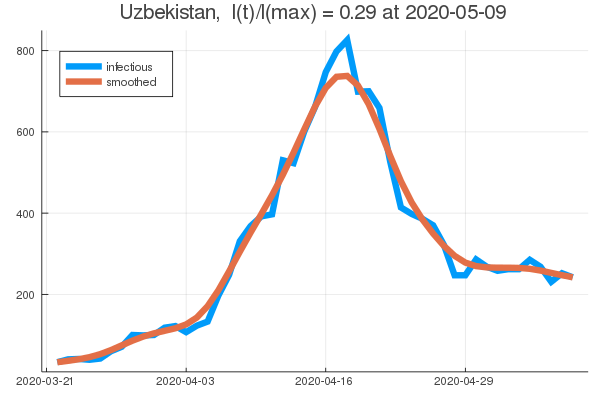 Uzbekistan, I(t)/I(max) = 0.29 at 2020-05-09
800
600
400
200
infectious
smoothed
2020-03-21
2020-04-03
2020-04-16
2020-04-29